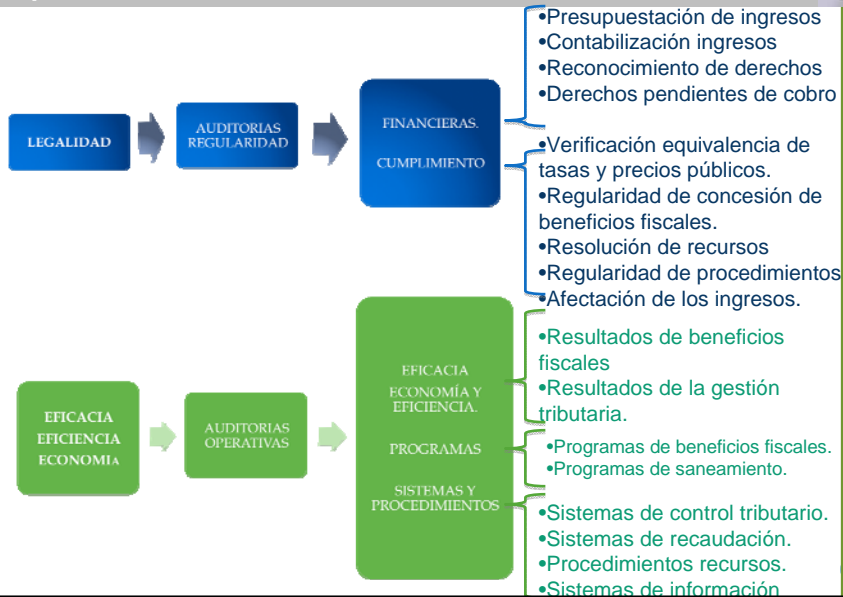 LEGALIDAD
AUDITORIAS
REGULARIDAD
FINANCIERAS.
CUMPLIMIENTO
•Presupuestación de ingresos
•Contabilización ingresos
•Reconocimiento de derechos
•Derechos pendientes de cobro
•Verificación equivalencia de
tasas y precios públicos.
•Regularidad de concesión de
beneficios fiscales.
•Resolución de recursos
•Regularidad de procedimientos
•Afectación de los ingresos.
EFICACIA
EFICIENCIA
ECONOMIA
AUDITORIAS
OPERATIVAS
EFICACIA
ECONOMÍA Y
EFICIENCIA.
PROGRAMAS
SISTEMAS Y
PROCEDIMIENTOS
•Resultados de beneficios
fiscales
•Resultados de la gestión
tributaria.
•Programas de beneficios fiscales.
•Programas de saneamiento.
•Sistemas de control tributario.
•Sistemas de recaudación.
•Procedimientos recursos.
•Sistemas de información